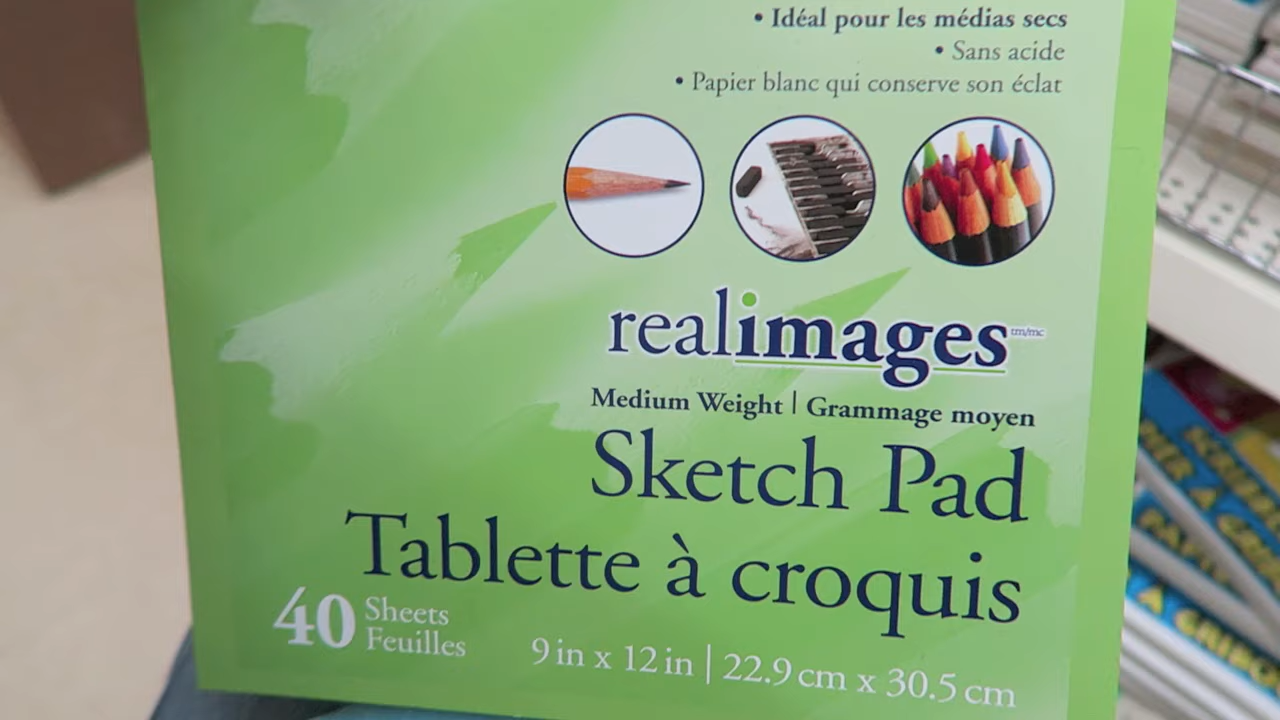 • Idéal pour les médias secs
• Sans acide
• Papier blanc qui conserve son éclat
realimages tm/mc
Medium Weight | Grammage moyen
Sketch Pad
Tablette à croquis
40 Sheets
Feuilles
9 in x 12 in | 22.9 cm x 30.5 cm